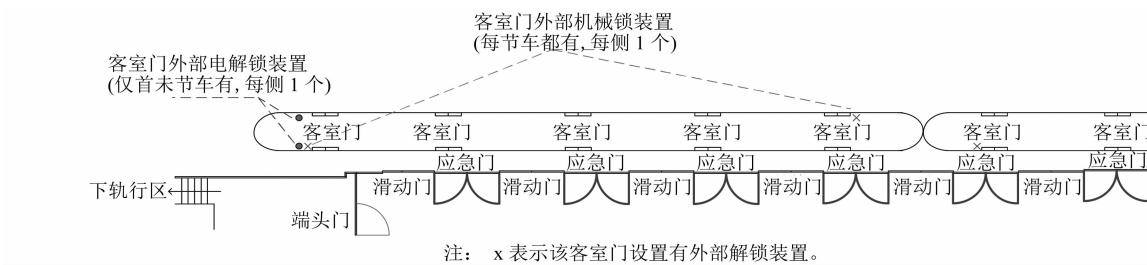 客室门外部机械锁装置
(每节车都有,每侧1个)
客室门外部电解锁装置
(仅首未节车有,每侧1个)
客室门 客室门 客室门 客室门 客室门 客室门 客室门
应急门 应急门 应急门 应急门 应急门 应急门
下轨行区 滑动门 滑动门 滑动门 滑动门 滑动门 滑动门
端头门
注： x 表示该客室门设置有外部解锁装置。